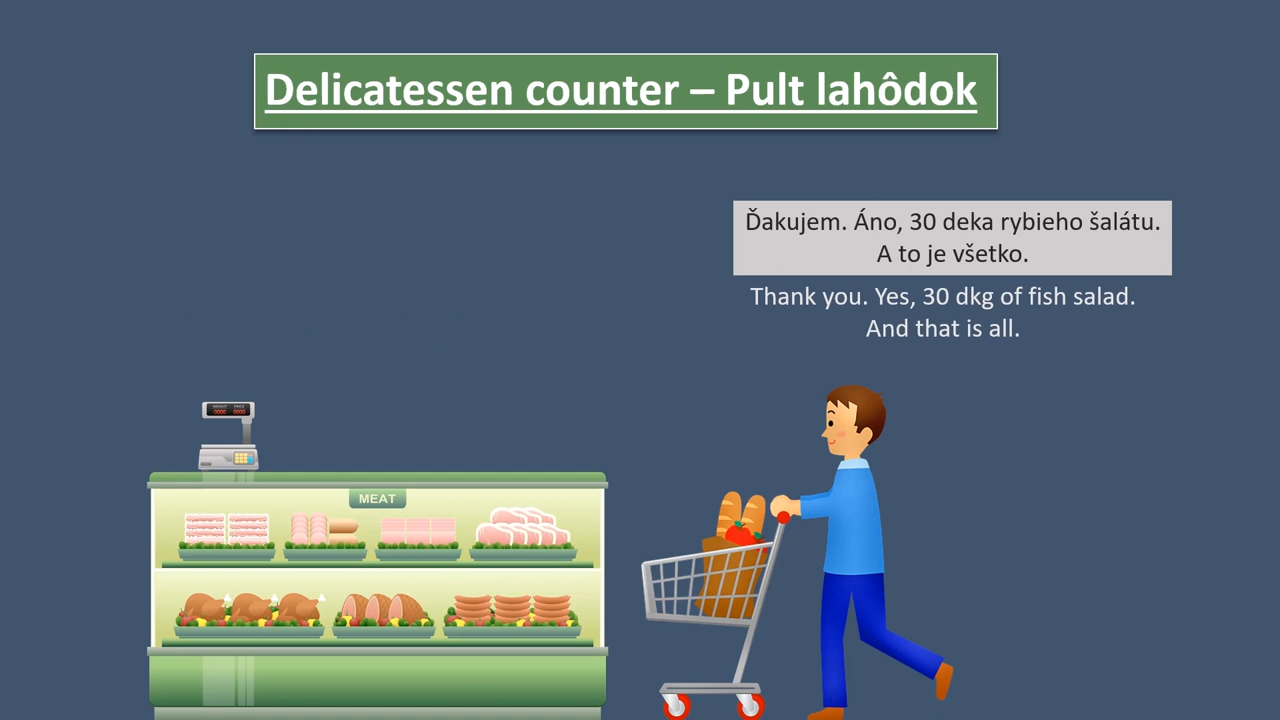 Delicatessen counter – Pult lahôdok
Ďakujem. Áno, 30 deka rybieho šalátu.
A to je všetko.
Thank you. Yes, 30 dkg of fish salad.
And that is all.
MEAT